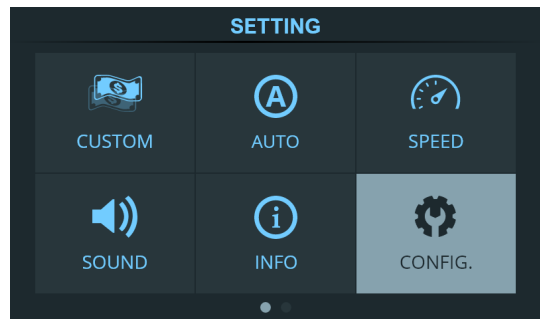 SETTING
CUSTOM
AUTO
SPEED
SOUND
INFO
CONFIG.